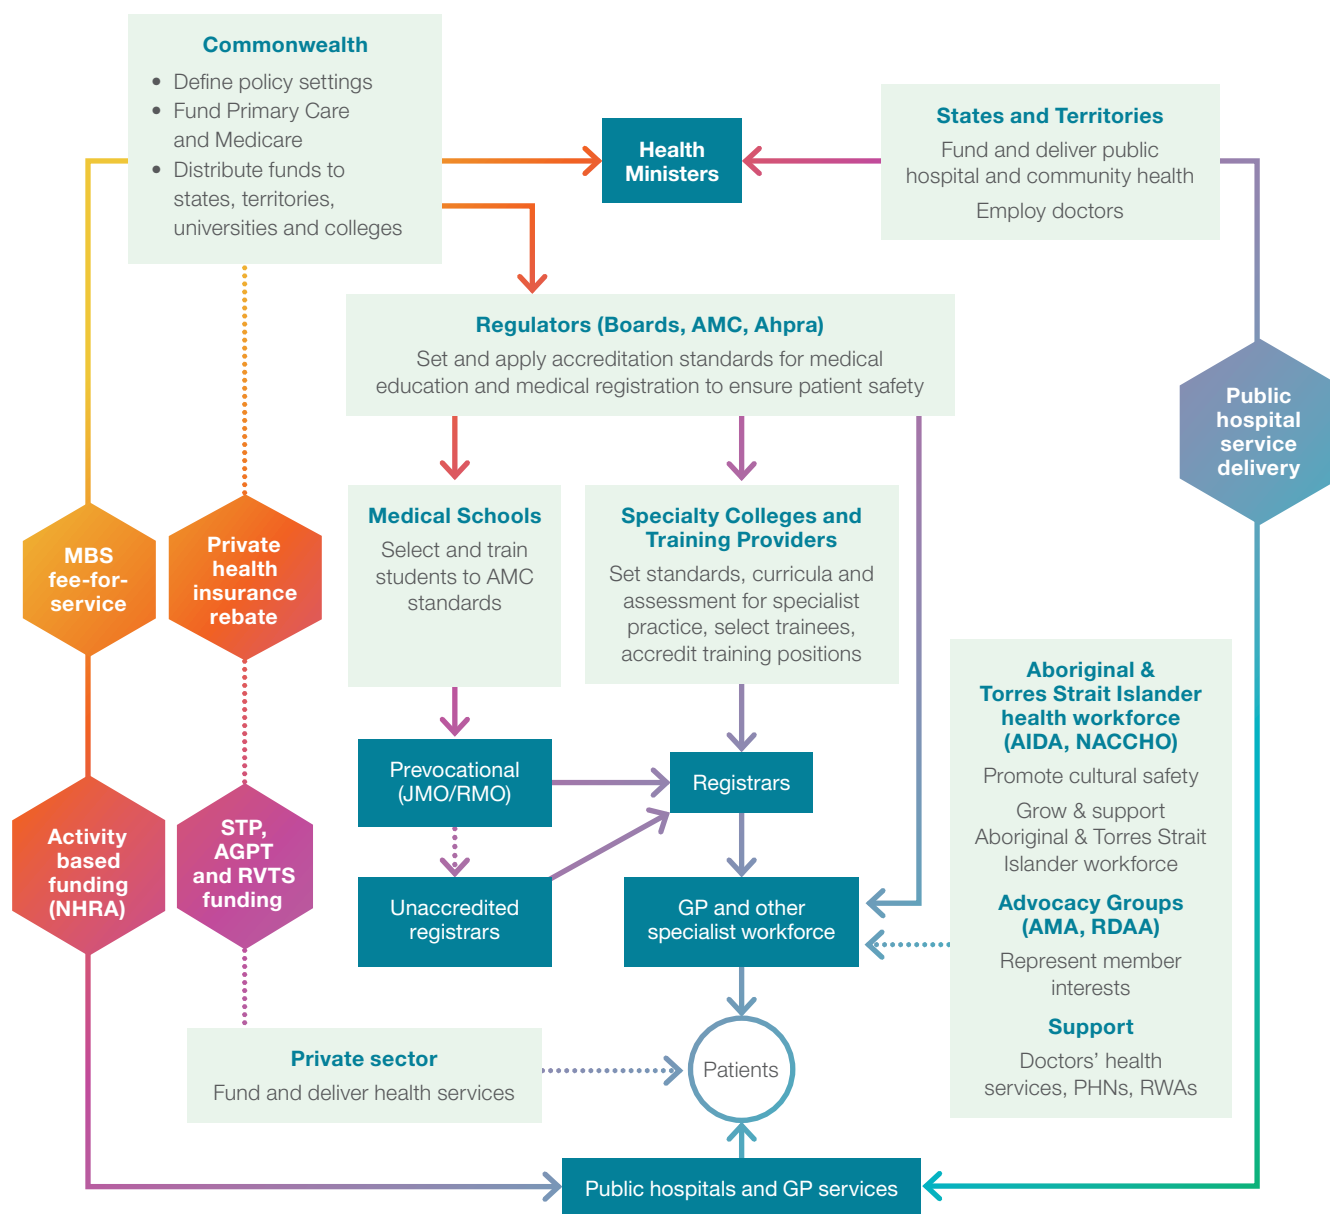 Commonwealth
• Define policy settings
• Fund Primary Care
and Medicare
• Distribute funds to
states, territories,
universities and colleges
Health
Ministers
States and Territories
Fund and deliver public
hospital and community health
Employ doctors
Regulators (Boards, AMC, Ahpra)
Set and apply accreditation standards for medical
education and medical registration to ensure patient safety
Public
hospital
service
delivery
MBS
fee-for-
service
Private
health
insurance
rebate
Medical Schools
Select and train
students to AMC
standards
Specialty Colleges and
Training Providers
Set standards, curricula and
assessment for specialist
practice, select trainees,
accredit training positions
Aboriginal &
Torres Strait Islander
health workforce
(AIDA, NACCHO)
Promote cultural safety
Grow & support
Aboriginal & Torres Strait
Islander workforce
Advocacy Groups
(AMA, RDAA)
Represent member
interests
Support
Doctors’ health
services, PHNs, RWAs
Prevocational
(JMO/RMO)
Registrars
Activity
based
funding
(NHRA)
STP,
AGPT
and RVTS
funding
Unaccredited
registrars
GP and other
specialist workforce
Private sector
Fund and deliver health services
Patients
Public hospitals and GP services